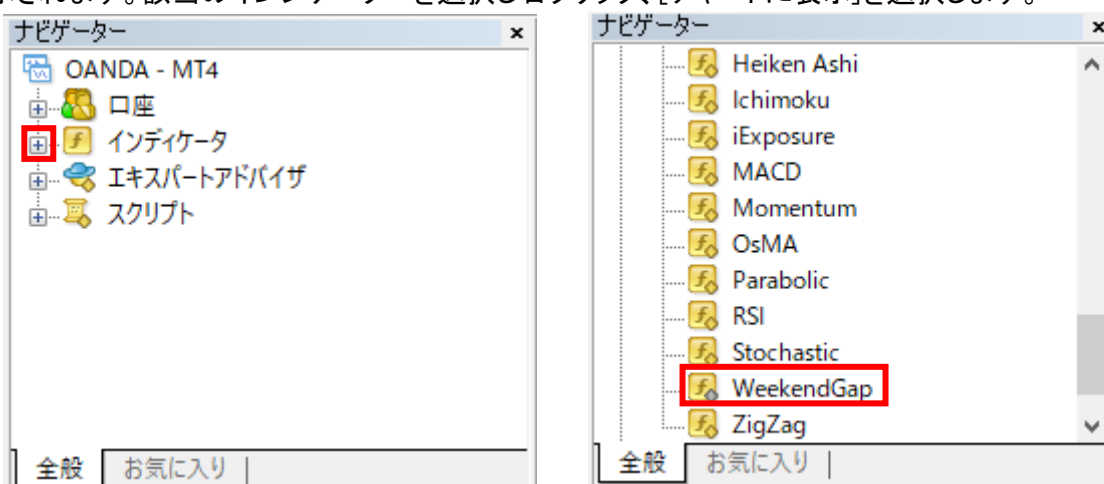 ナビゲーター
OANDA - MT4
口座
インディケータ
エキスパートアドバイザ
スクリプト
全般 お気に入り
ナビゲーター
Heiken Ashi
Ichimoku
iExposure
MACD
Momentum
OsMA
Parabolic
RSI
Stochastic
WeekendGap
ZigZag
全般 お気に入り